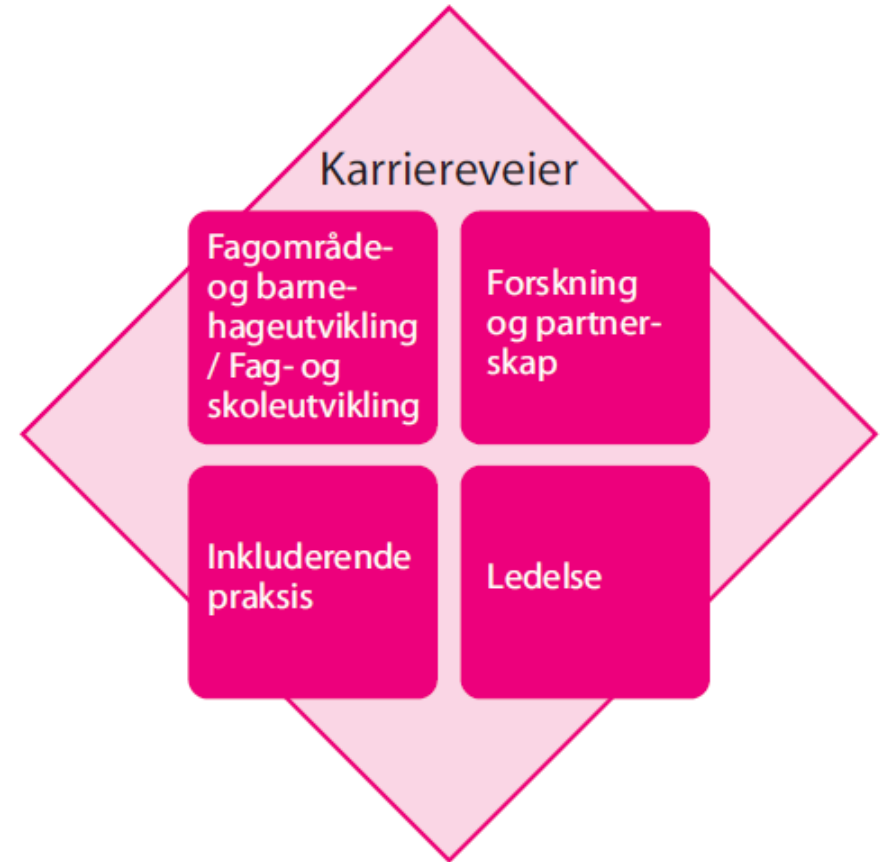 Karriereveier
Fagområde-
og barne-
hageutvikling
/ Fag- og
skoleutvikling
Forskning
og partner-
skap
Inkluderende
praksis
Ledelse